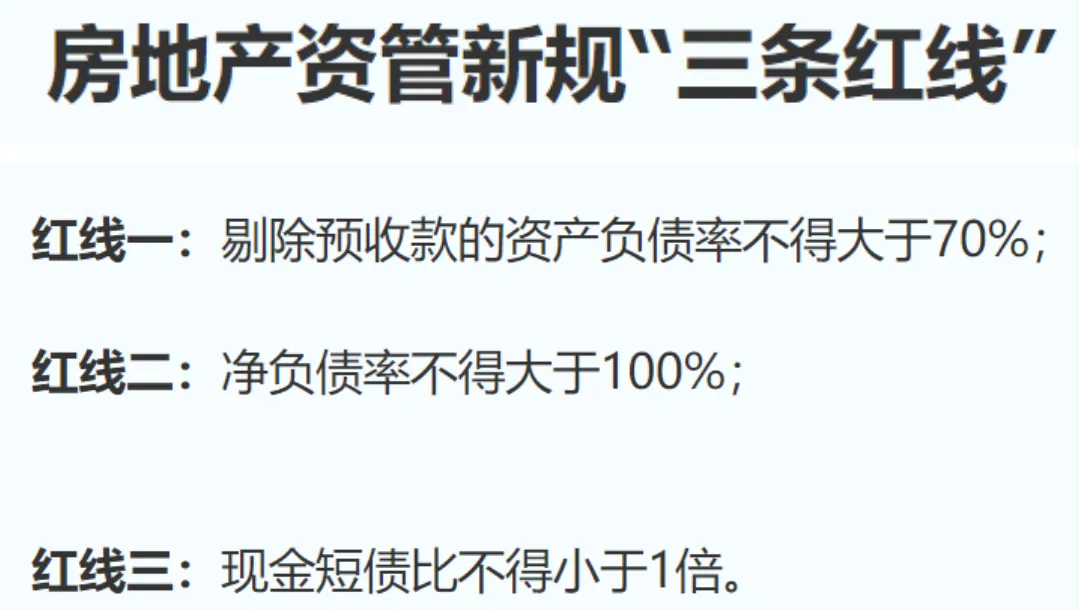 房地产资管新规“三条红线”
红线一：剔除预收款的资产负债率不得大于70%；
红线二：净负债率不得大于100%；
红线三：现金短债比不得小于1倍。